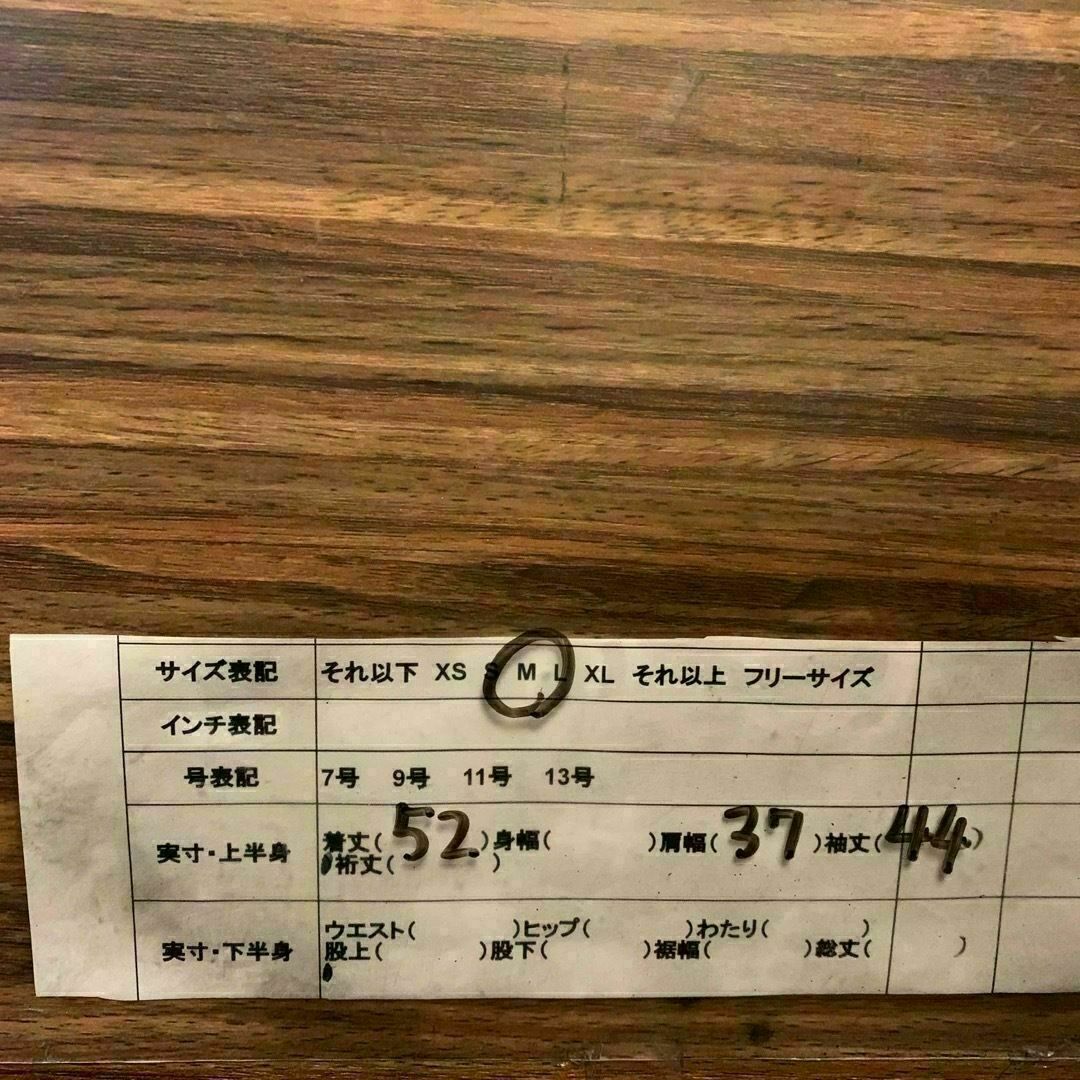 サイズ表記 それ以下 XS S M L XL それ以上 フリーサイズ
インチ表記
号表記 7号 9号 11号 13号
実寸・上半身 着丈( 52 )身幅( )肩幅( 37 )袖丈( 44 )
裄丈( )
実寸・下半身 ウエスト( )ヒップ( )わたり( )
股上( )股下( )裾幅( )総丈( )